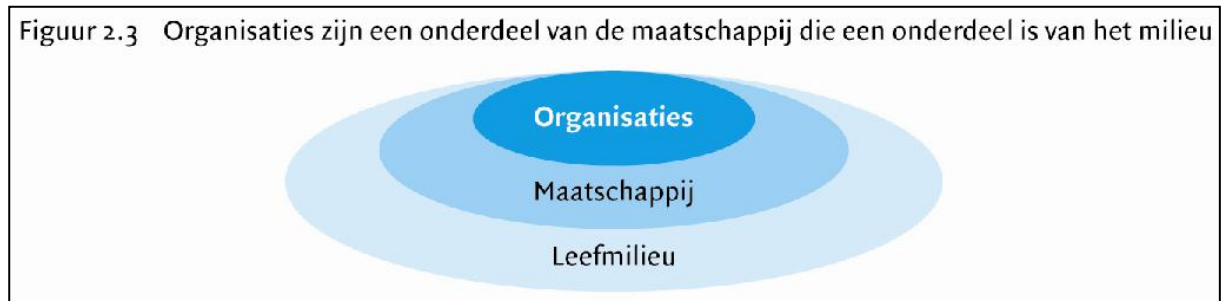 Figuur 2.3 Organisaties zijn een onderdeel van de maatschappij die een onderdeel is van het milieu
Organisaties
Maatschappij
Leefmilieu